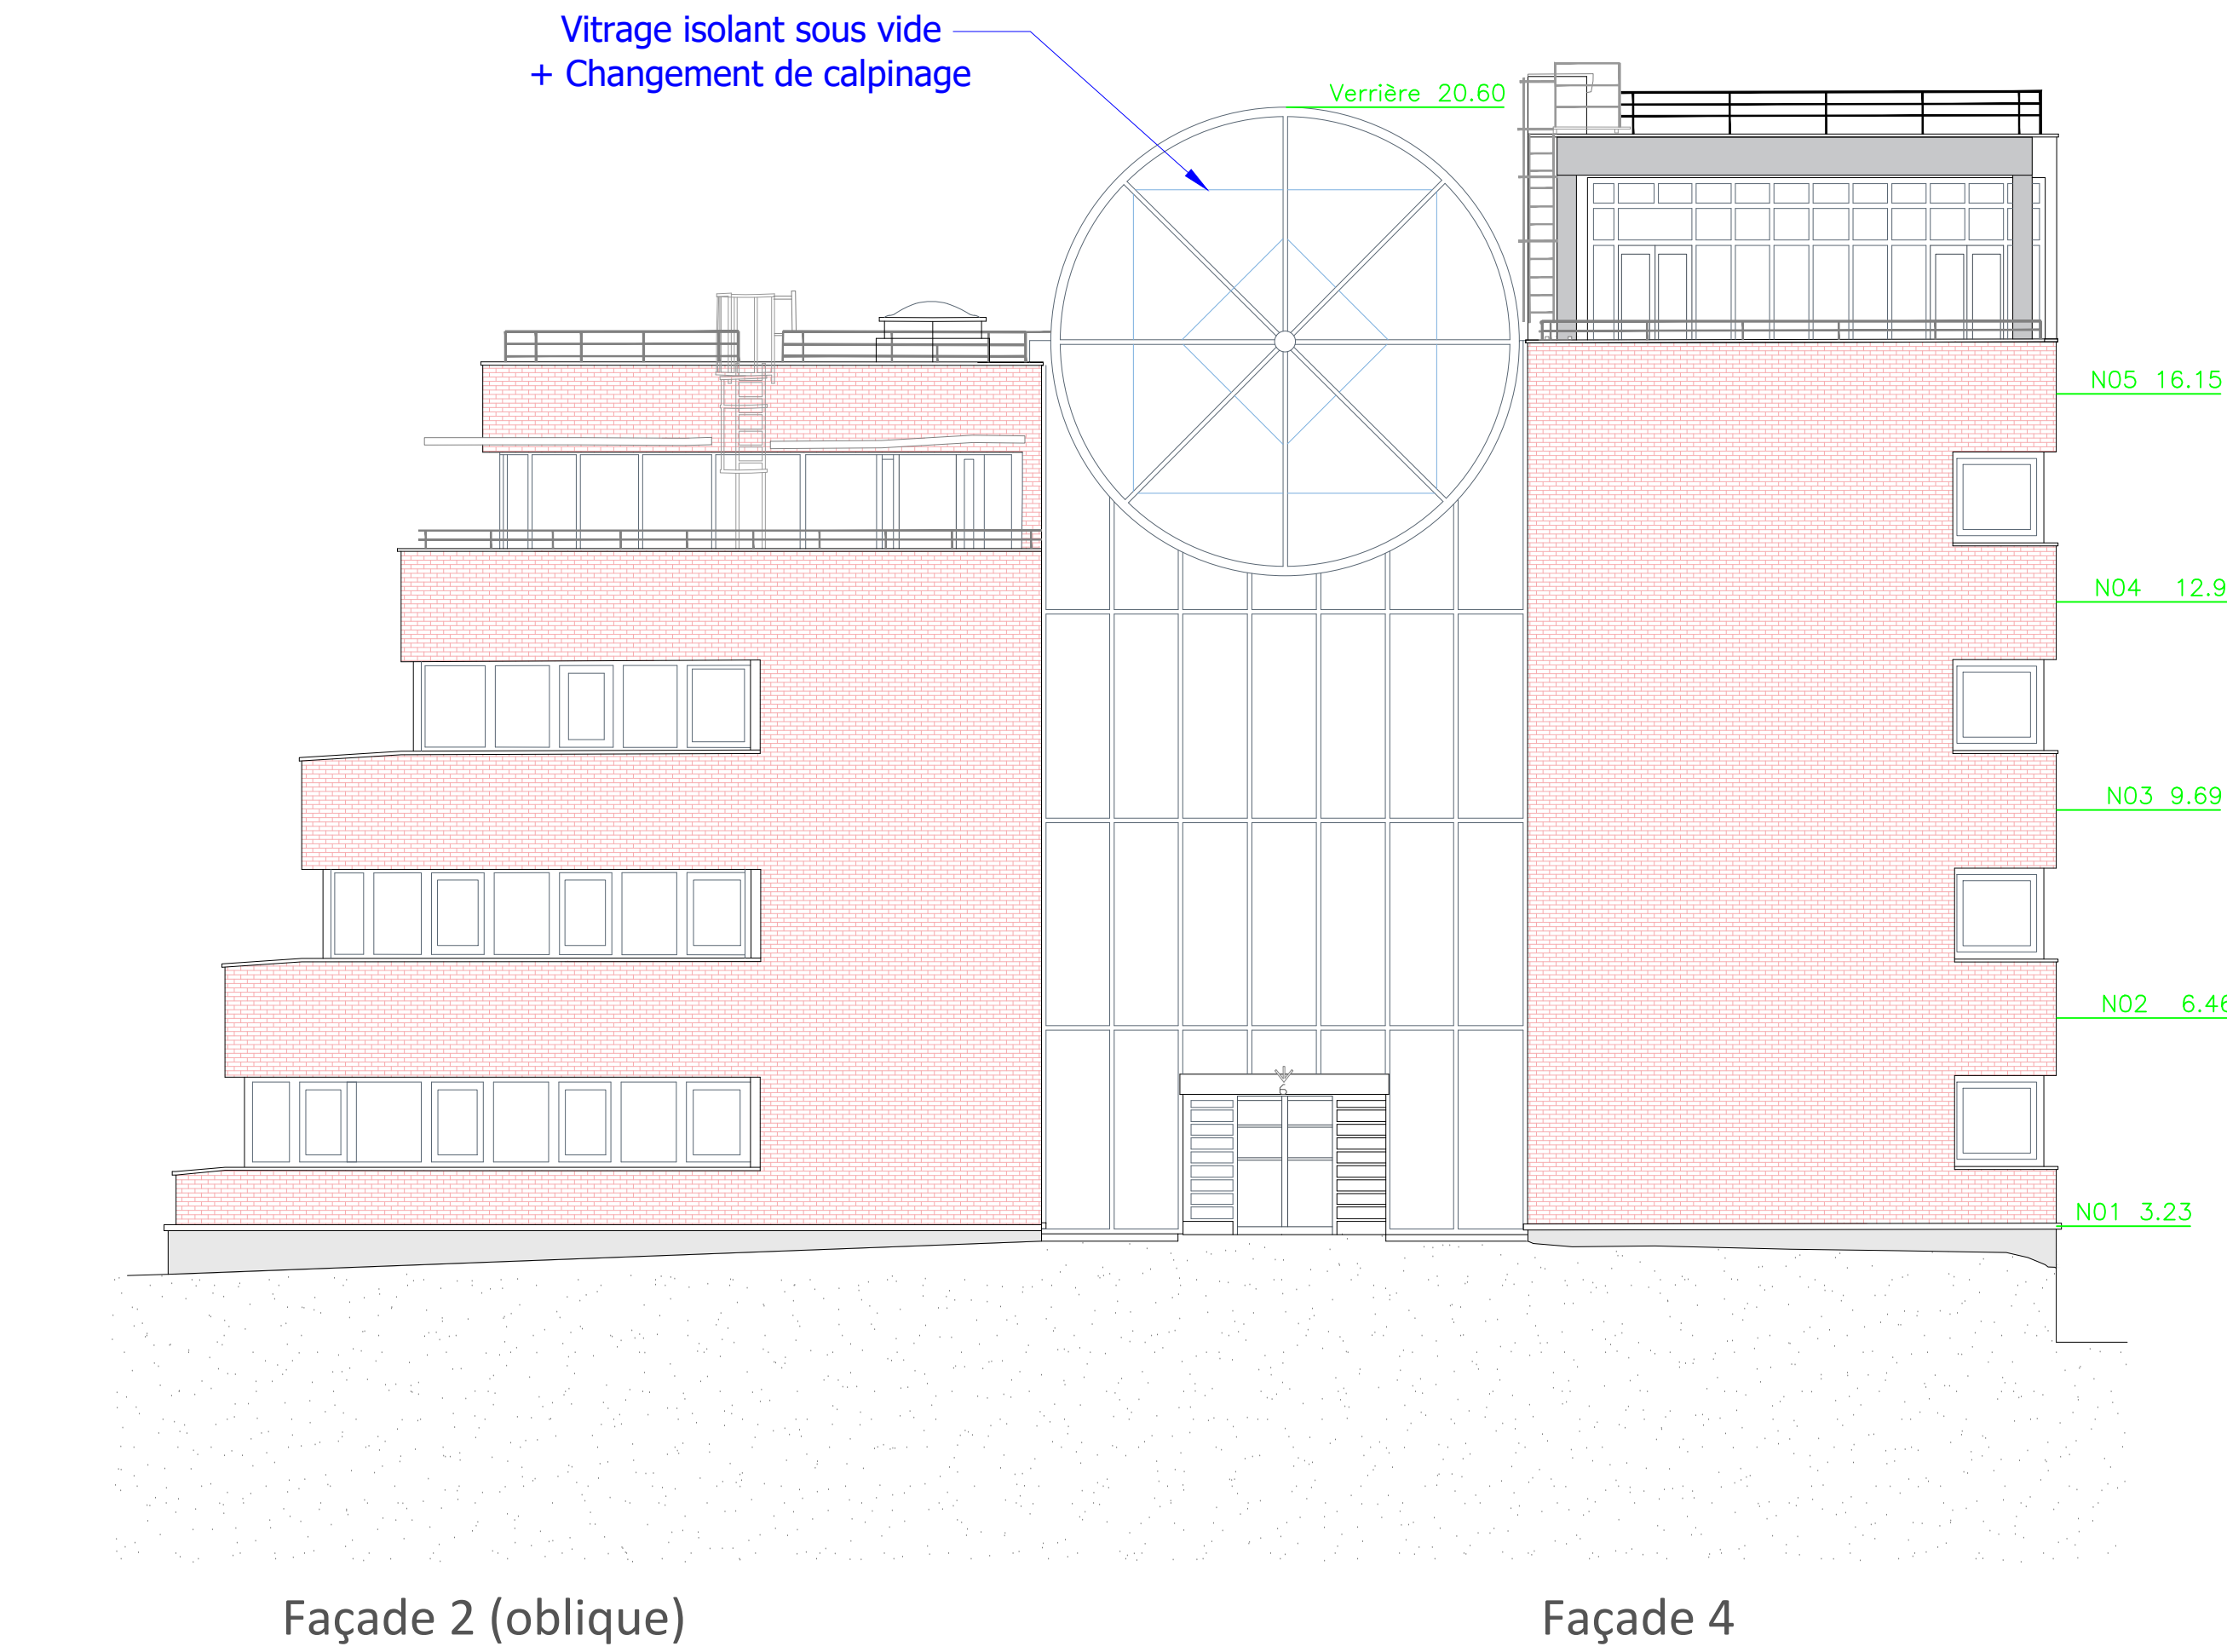 Vitrage isolant sous vide
+ Changement de calpinage
Verrière 20.60
N05 16.15
N04 12.9
N03 9.69
N02 6.46
N01 3.23
Façade 2 (oblique)
Façade 4